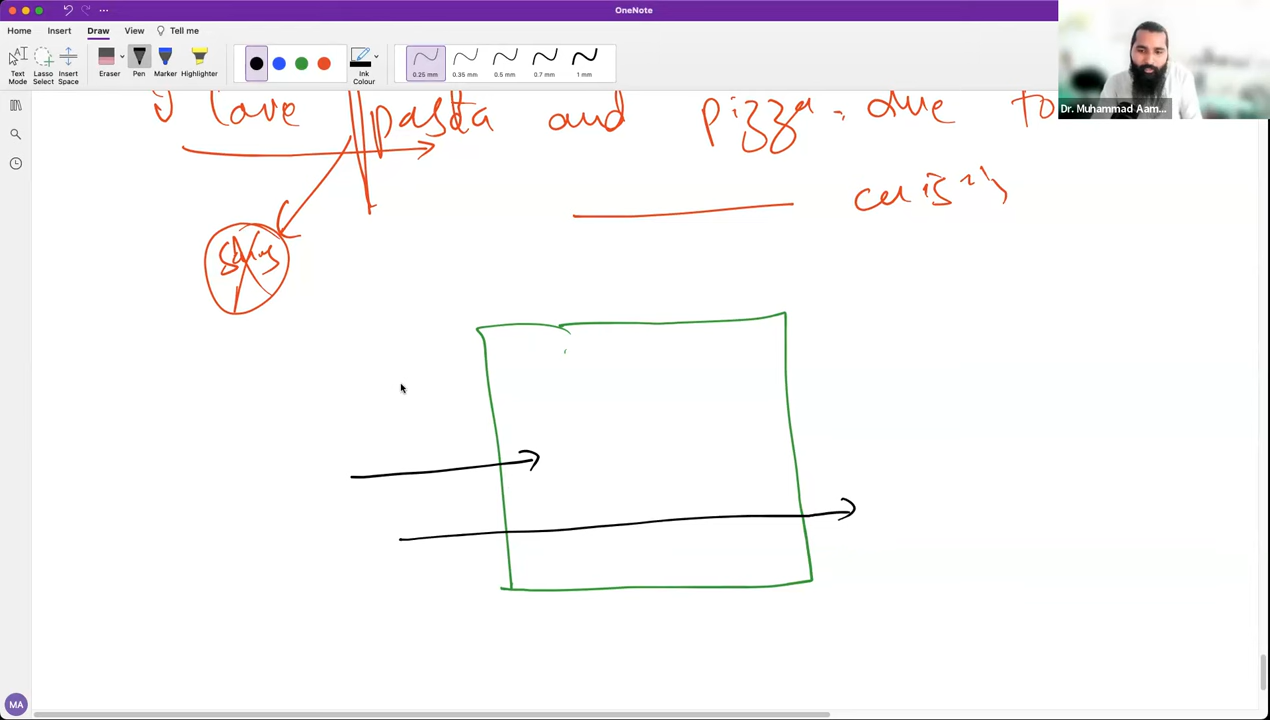 OneNote
Home Insert Draw View Tell me
Text Mode Lasso Select Insert Space Eraser Pen Marker Highlighter 0.25 mm 0.35 mm 0.5 mm 0.7 mm 1 mm Ink Colour
Dr. Muhammad Aam...
i love pasta and pizza. due to
MA